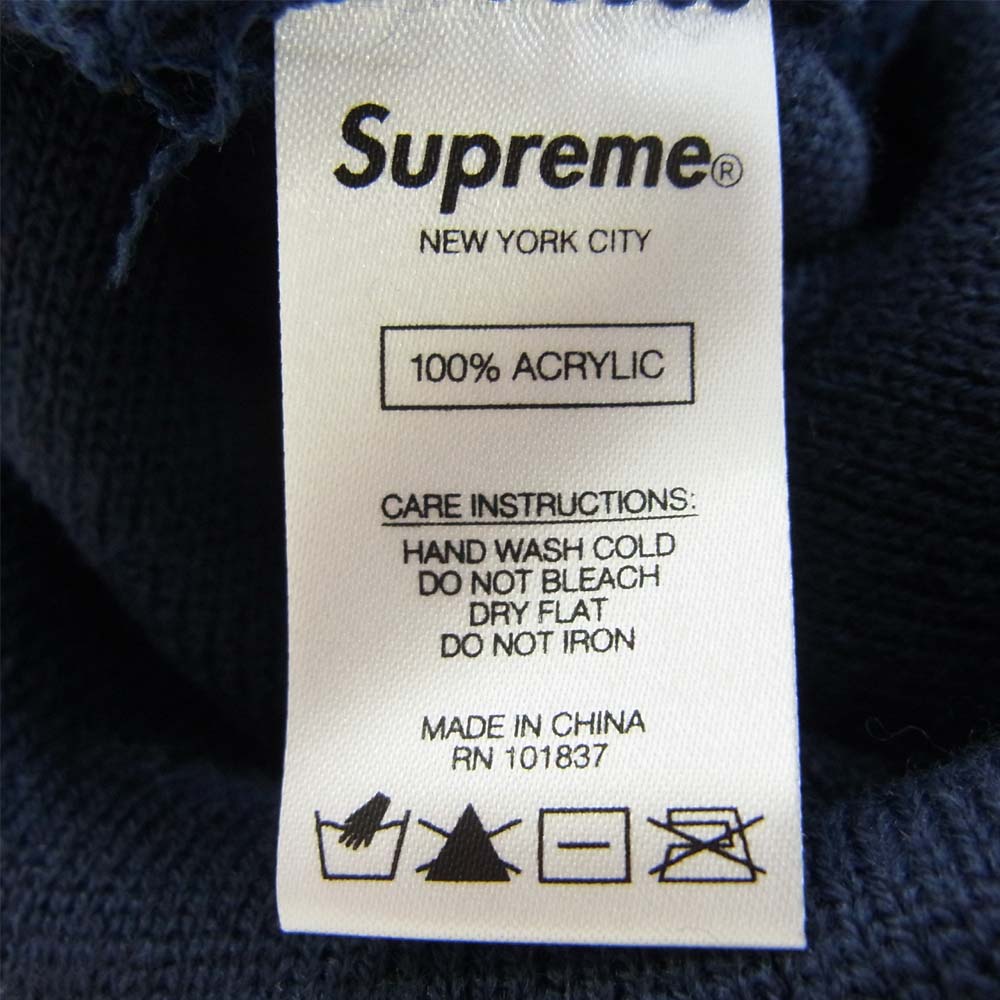 Supreme®
NEW YORK CITY
100% ACRYLIC
CARE INSTRUCTIONS:
HAND WASH COLD
DO NOT BLEACH
DRY FLAT
DO NOT IRON
MADE IN CHINA
RN 101837